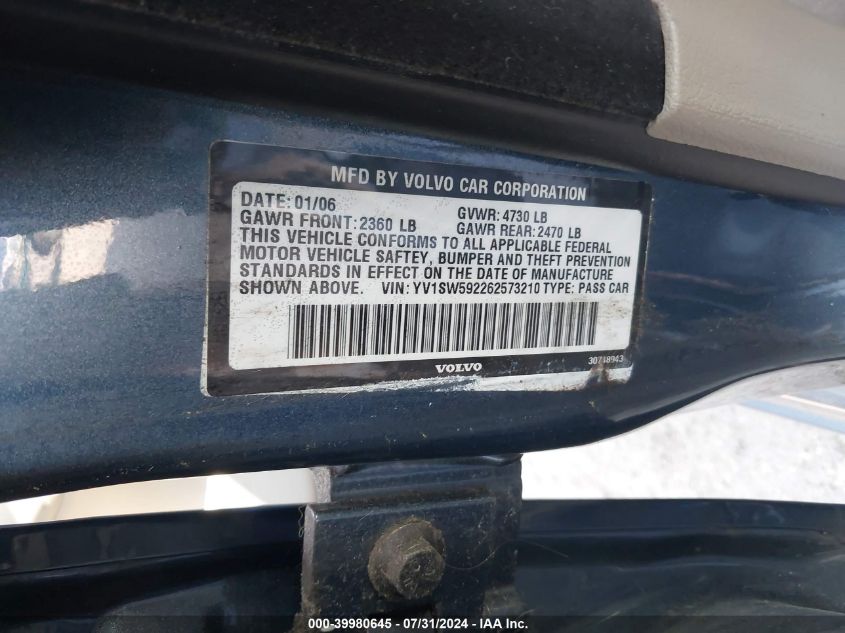 MFD BY VOLVO CAR CORPORATION
DATE: 01/06 GVWR: 4730 LB
GAWR FRONT: 2360 LB GAWR REAR: 2470 LB
THIS VEHICLE CONFORMS TO ALL APPLICABLE FEDERAL
MOTOR VEHICLE SAFTEY, BUMPER AND THEFT PREVENTION
STANDARDS IN EFFECT ON THE DATE OF MANUFACTURE
SHOWN ABOVE. VIN: YV1SW592262573210 TYPE: PASS CAR
VOLVO 30718943
000-39980645 / 07/31/2024 / IAA Inc.